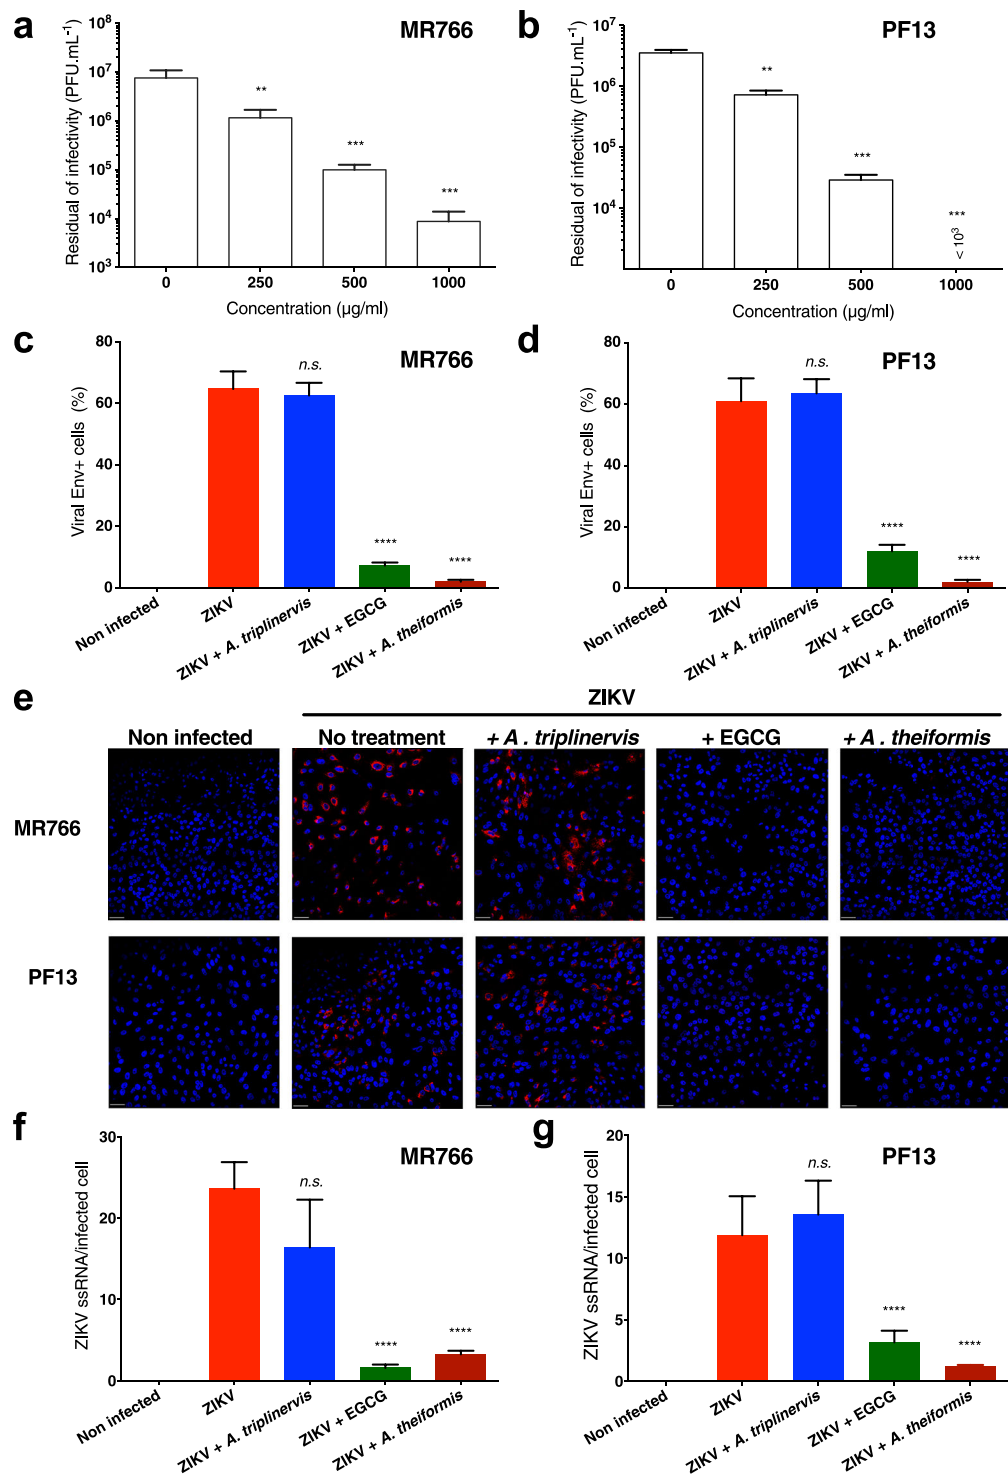 a
MR766
Residual of infectivity (PFU.mL⁻¹)
10⁸
10⁷
10⁶
10⁵
10⁴
10³
**
***
***
0
250
500
1000
Concentration (µg/ml)
b
PF13
Residual of infectivity (PFU.mL⁻¹)
10⁶
10⁵
10⁴
**
***
***
< 10³
0
250
500
1000
Concentration (µg/ml)
c
MR766
Viral Env+ cells (%)
80
60
40
20
0
n.s.
****
****
Non infected
ZIKV
ZIKV + A. triplinervis
ZIKV + EGCG
ZIKV + A. theiformis
d
PF13
Viral Env+ cells (%)
80
60
40
20
0
n.s.
****
****
Non infected
ZIKV
ZIKV + A. triplinervis
ZIKV + EGCG
ZIKV + A. theiformis
e
ZIKV
Non infected
No treatment
+ A. triplinervis
+ EGCG
+ A. theiformis
MR766
PF13
f
MR766
ZIKV ssRNA/infected cell
30
20
10
0
n.s.
****
****
Non infected
ZIKV
ZIKV + A. triplinervis
ZIKV + EGCG
ZIKV + A. theiformis
g
PF13
ZIKV ssRNA/infected cell
20
15
10
5
0
n.s.
****
****
Non infected
ZIKV
ZIKV + A. triplinervis
ZIKV + EGCG
ZIKV + A. theiformis